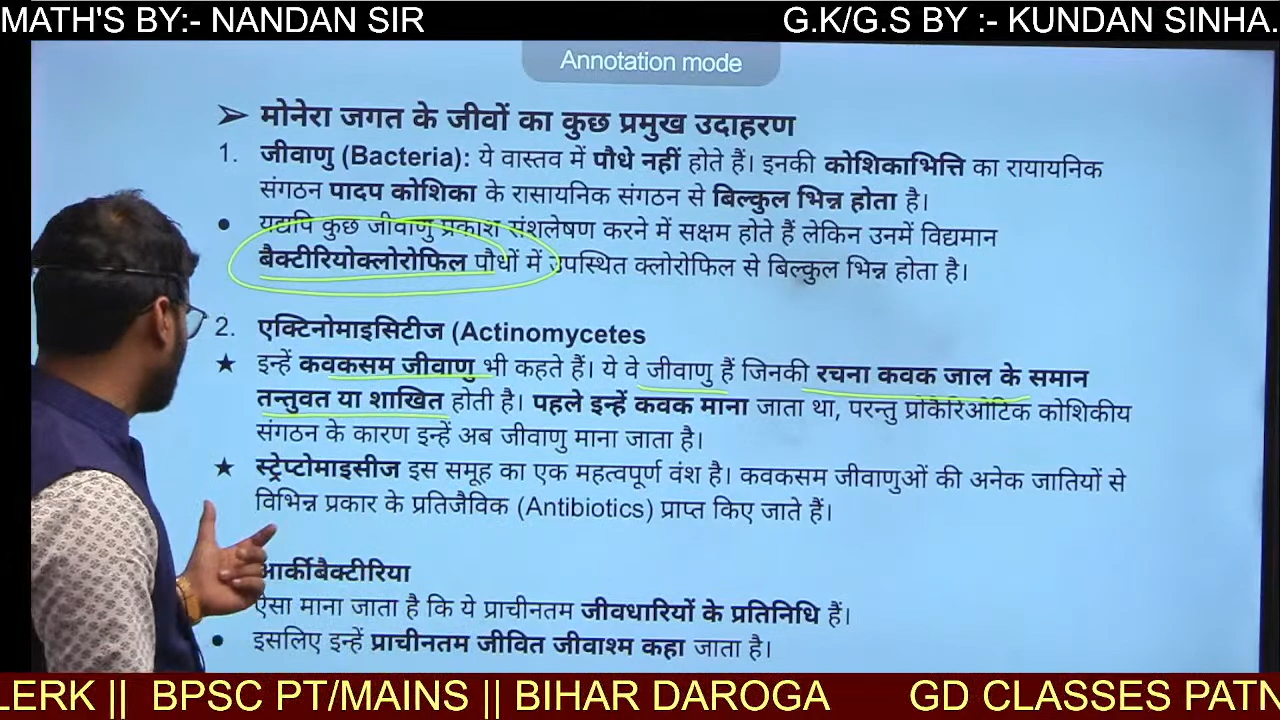 MATH'S BY:- NANDAN SIR G.K/G.S BY :- KUNDAN SINHA.
Annotation mode
➢ मोनेरा जगत के जीवों का कुछ प्रमुख उदाहरण
1. जीवाणु (Bacteria): ये वास्तव में पौधे नहीं होते हैं। इनकी कोशिकाभित्ति का रायायनिक
संगठन पादप कोशिका के रासायनिक संगठन से बिल्कुल भिन्न होता है।
• यद्यपि कुछ जीवाणु प्रकाश संशलेषण करने में सक्षम होते हैं लेकिन उनमें विद्यमान
बैक्टीरियोक्लोरोफिल पौधों में उपस्थित क्लोरोफिल से बिल्कुल भिन्न होता है।
2. एक्टिनोमाइसिटीज (Actinomycetes
★ इन्हें कवकसम जीवाणु भी कहते हैं। ये वे जीवाणु हैं जिनकी रचना कवक जाल के समान
तन्तुवत या शाखित होती है। पहले इन्हें कवक माना जाता था, परन्तु प्रोकैरिओटिक कोशिकीय
संगठन के कारण इन्हें अब जीवाणु माना जाता है।
★ स्ट्रेप्टोमाइसीज इस समूह का एक महत्वपूर्ण वंश है। कवकसम जीवाणुओं की अनेक जातियों से
विभिन्न प्रकार के प्रतिजैविक (Antibiotics) प्राप्त किए जाते हैं।
आर्कीबैक्टीरिया
ऐसा माना जाता है कि ये प्राचीनतम जीवधारियों के प्रतिनिधि हैं।
• इसलिए इन्हें प्राचीनतम जीवित जीवाश्म कहा जाता है।
LERK || BPSC PT/MAINS || BIHAR DAROGA GD CLASSES PATN